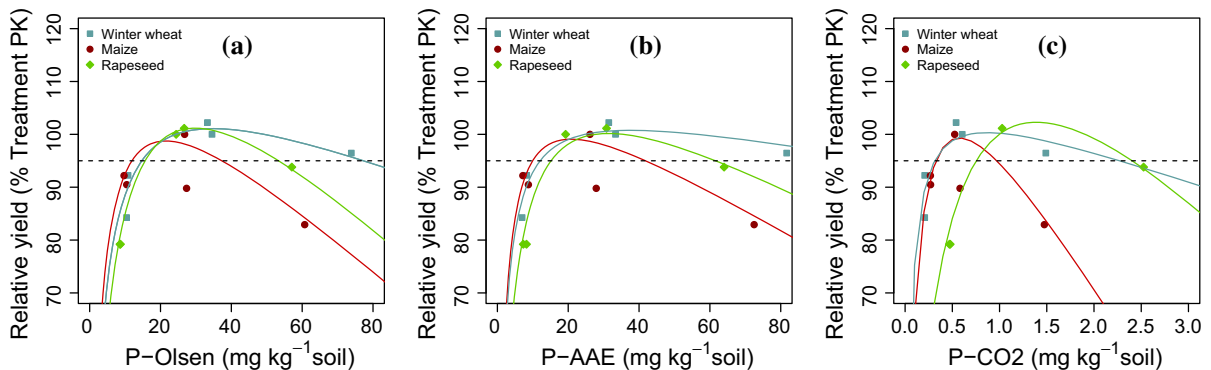 Relative yield (% Treatment PK)
120
110
100
90
80
70
Winter wheat
Maize
Rapeseed
(a)
0 20 40 60 80
P−Olsen (mg kg⁻¹soil)
Relative yield (% Treatment PK)
120
110
100
90
80
70
Winter wheat
Maize
Rapeseed
(b)
0 20 40 60 80
P−AAE (mg kg⁻¹soil)
Relative yield (% Treatment PK)
120
110
100
90
80
70
Winter wheat
Maize
Rapeseed
(c)
0.0 0.5 1.0 1.5 2.0 2.5 3.0
P−CO2 (mg kg⁻¹soil)